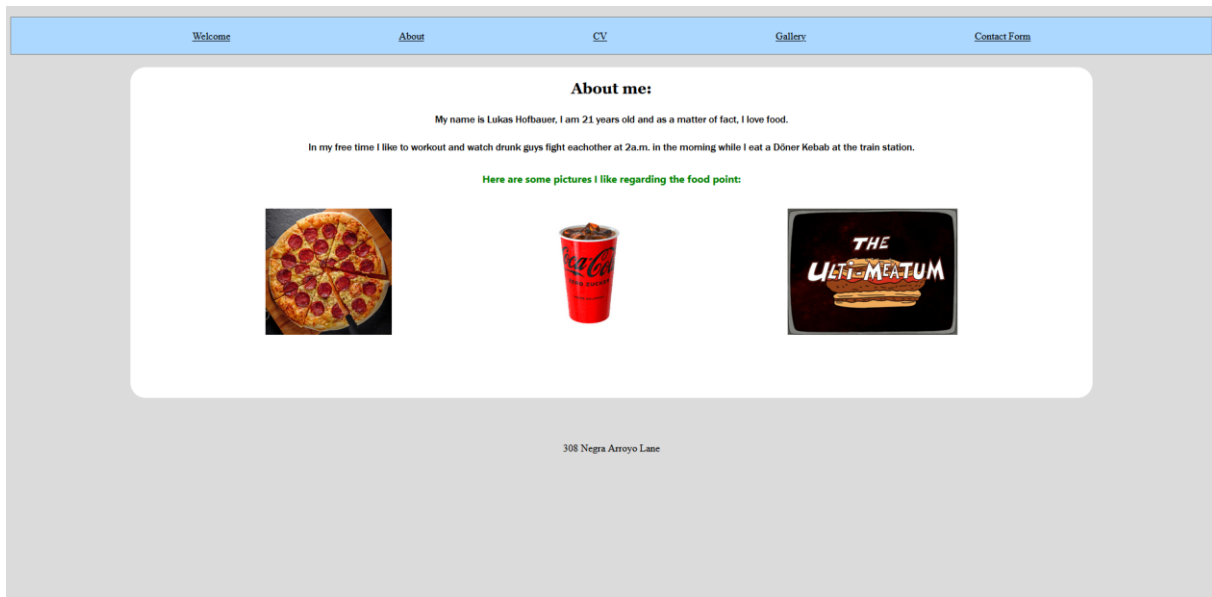 Welcome About CV Gallery Contact Form
About me:
My name is Lukas Hofbauer, I am 21 years old and as a matter of fact, I love food.
In my free time I like to workout and watch drunk guys fight eachother at 2a.m. in the morning while I eat a Döner Kebab at the train station.
Here are some pictures I like regarding the food point:
Coca-Cola
ZUCKER
THE
ULTI-MEATUM
308 Negra Arroyo Lane